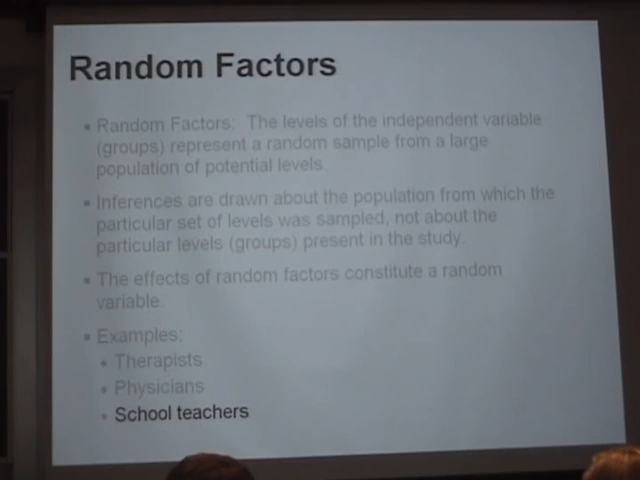 Random Factors
▪ Random Factors: The levels of the independent variable
(groups) represent a random sample from a large
population of potential levels.
▪ Inferences are drawn about the population from which the
particular set of levels was sampled, not about the
particular levels (groups) present in the study.
▪ The effects of random factors constitute a random
variable.
▪ Examples:
• Therapists
• Physicians
• School teachers